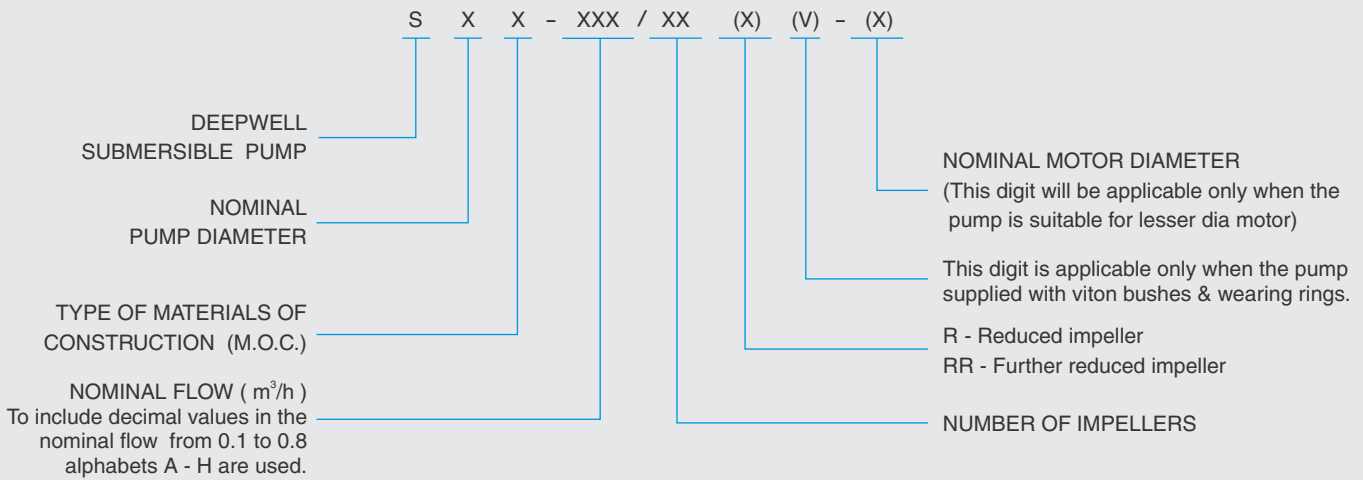 S X X - XXX / XX (X) (V) - (X)
DEEPWELL
SUBMERSIBLE PUMP
NOMINAL
PUMP DIAMETER
TYPE OF MATERIALS OF
CONSTRUCTION (M.O.C.)
NOMINAL FLOW ( m³/h )
To include decimal values in the
nominal flow from 0.1 to 0.8
alphabets A - H are used.
NOMINAL MOTOR DIAMETER
(This digit will be applicable only when the
pump is suitable for lesser dia motor)
This digit is applicable only when the pump
supplied with viton bushes & wearing rings.
R - Reduced impeller
RR - Further reduced impeller
NUMBER OF IMPELLERS